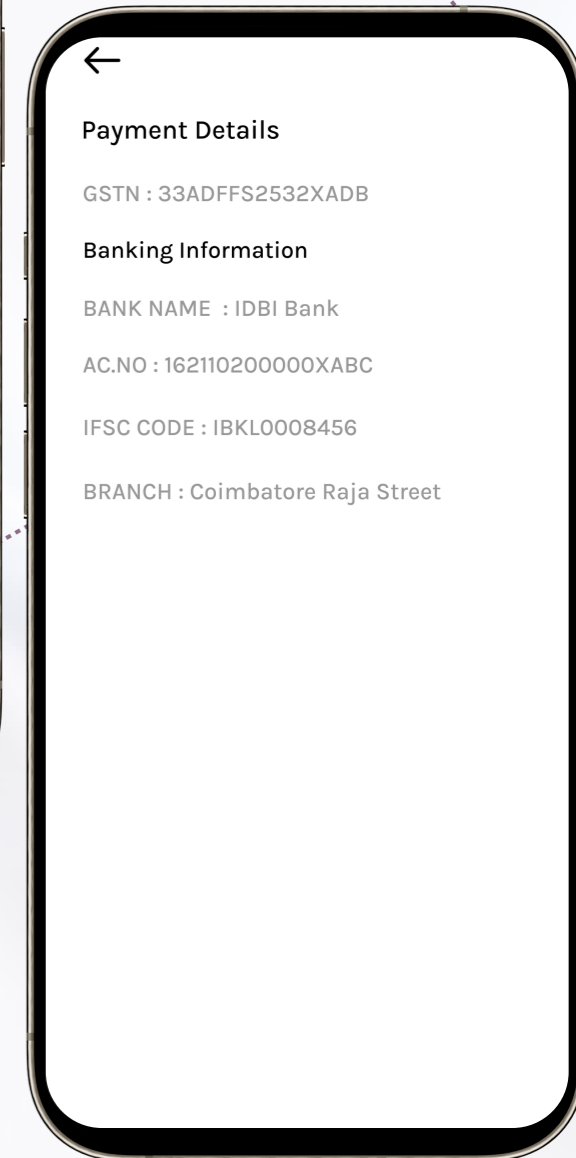 Payment Details
GSTN : 33ADFFS2532XADB
Banking Information
BANK NAME  : IDBI Bank
AC.NO : 162110200000XABC
IFSC CODE : IBKL0008456
BRANCH : Coimbatore Raja Street